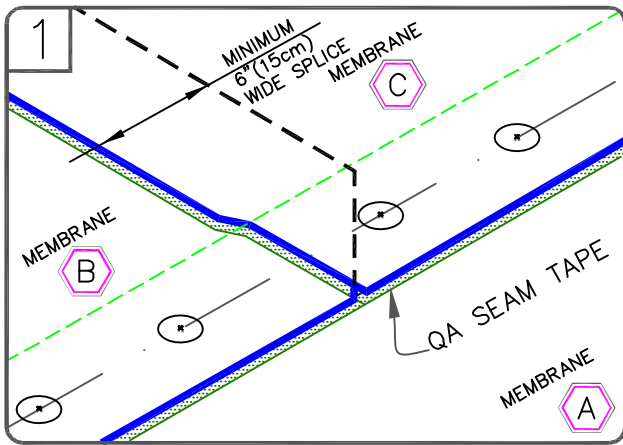 1
MINIMUM
6"(15cm)
WIDE SPLICE
MEMBRANE
C
MEMBRANE
B
QA SEAM TAPE
MEMBRANE
A